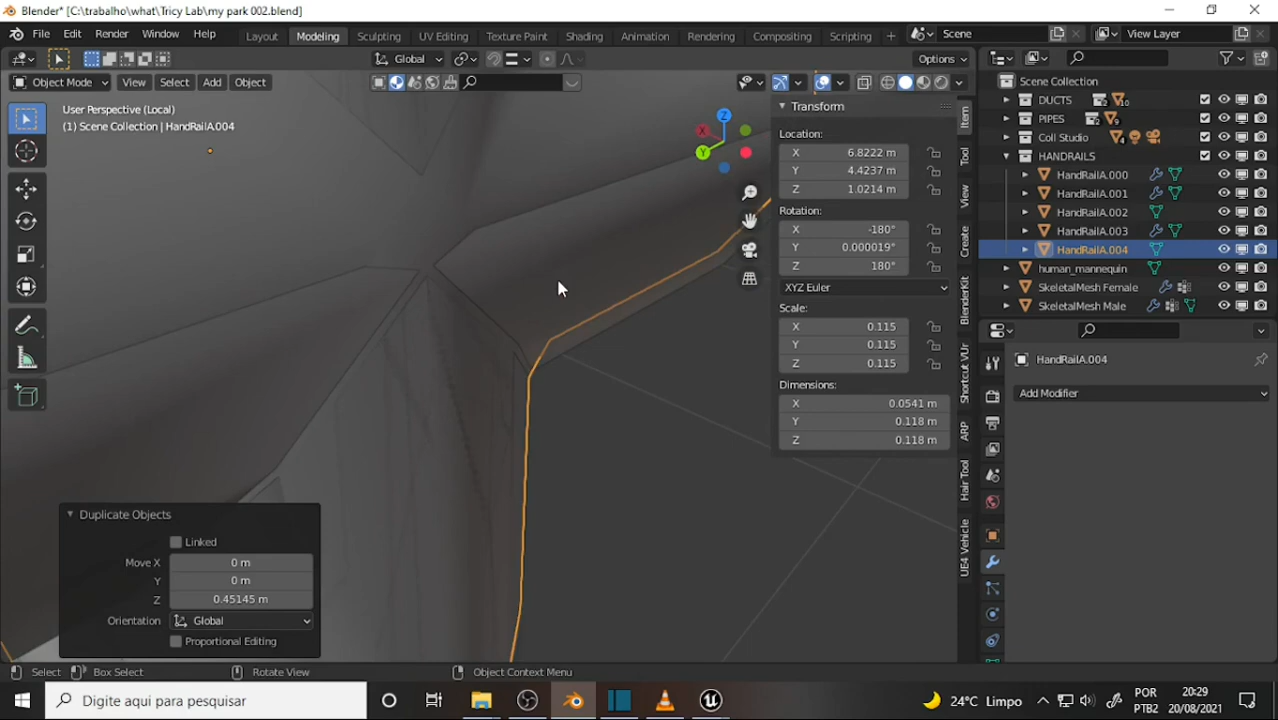 Blender* [C:\trabalho\what\Tricy Lab\my park 002.blend]
File Edit Render Window Help Layout Modeling Sculpting UV Editing Texture Paint Shading Animation Rendering Compositing Scripting + Scene View Layer
Global Options
Object Mode View Select Add Object
User Perspective (Local)
(1) Scene Collection | HandRailA.004
Z
X
Y
Transform
Location:
X 6.8222 m
Y 4.4237 m
Z 1.0214 m
Rotation:
X -180°
Y 0.000019°
Z 180°
XYZ Euler
Scale:
X 0.115
Y 0.115
Z 0.115
Dimensions:
X 0.0541 m
Y 0.118 m
Z 0.118 m
Item
Tool
View
Create
BlenderKit
Shortcut VUr
ARP
Hair Tool
UE4 Vehicle
Scene Collection
DUCTS 2 10
PIPES 2 9
Coll Studio 4
HANDRAILS
HandRailA.000
HandRailA.001
HandRailA.002
HandRailA.003
HandRailA.004
human_mannequin
SkeletalMesh Female
SkeletalMesh Male
HandRailA.004
Add Modifier
Duplicate Objects
Linked
Move X 0 m
Y 0 m
Z 0.45145 m
Orientation Global
Proportional Editing
Select Box Select Rotate View Object Context Menu
Digite aqui para pesquisar
24°C Limpo
POR
PTB2
20:29
20/08/2021